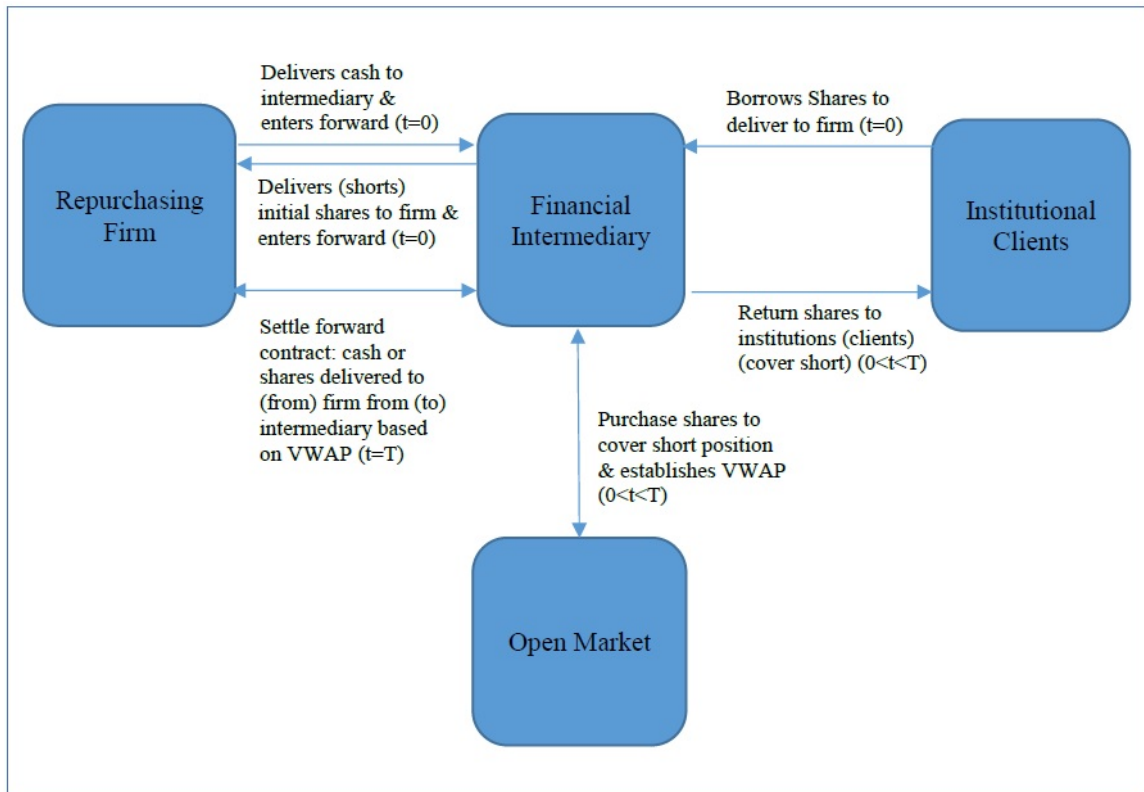 Delivers cash to
intermediary &
enters forward (t=0)
Borrows Shares to
deliver to firm (t=0)
Repurchasing
Firm
Delivers (shorts)
initial shares to firm &
enters forward (t=0)
Financial
Intermediary
Institutional
Clients
Settle forward
contract: cash or
shares delivered to
(from) firm from (to)
intermediary based
on VWAP (t=T)
Return shares to
institutions (clients)
(cover short) (0<t<T)
Purchase shares to
cover short position
& establishes VWAP
(0<t<T)
Open Market